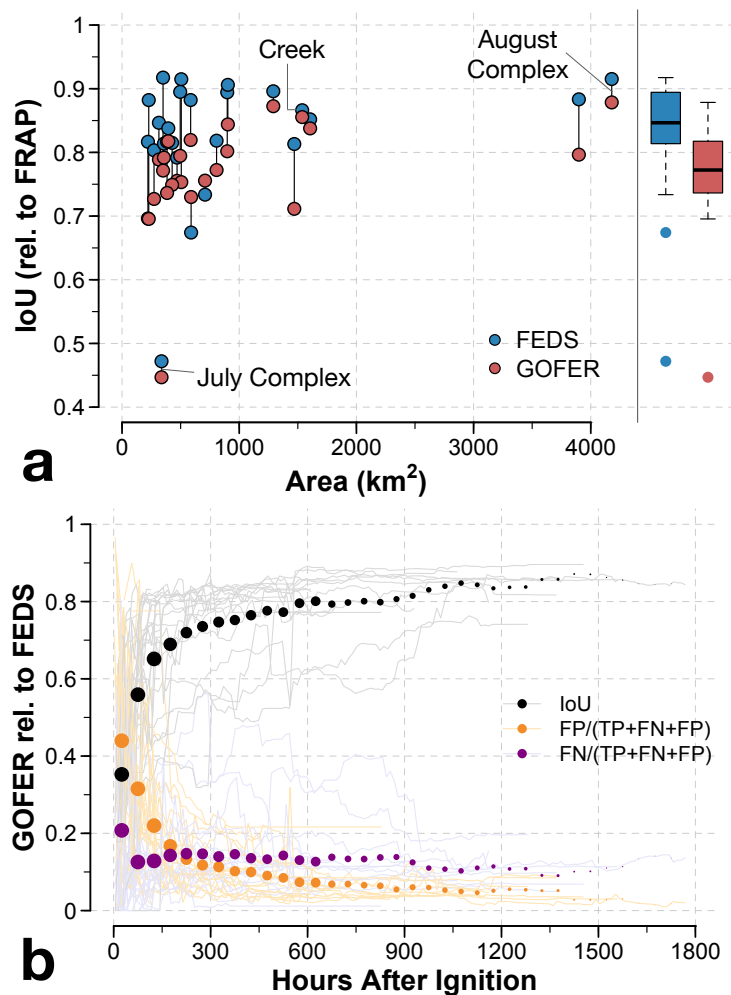 IoU (rel. to FRAP)
1
0.9
0.8
0.7
0.6
0.5
0.4
Creek
August
Complex
July Complex
FEDS
GOFER
0
1000
2000
3000
4000
Area (km²)
a
GOFER rel. to FEDS
1
0.8
0.6
0.4
0.2
0
IoU
FP/(TP+FN+FP)
FN/(TP+FN+FP)
0
300
600
900
1200
1500
1800
Hours After Ignition
b